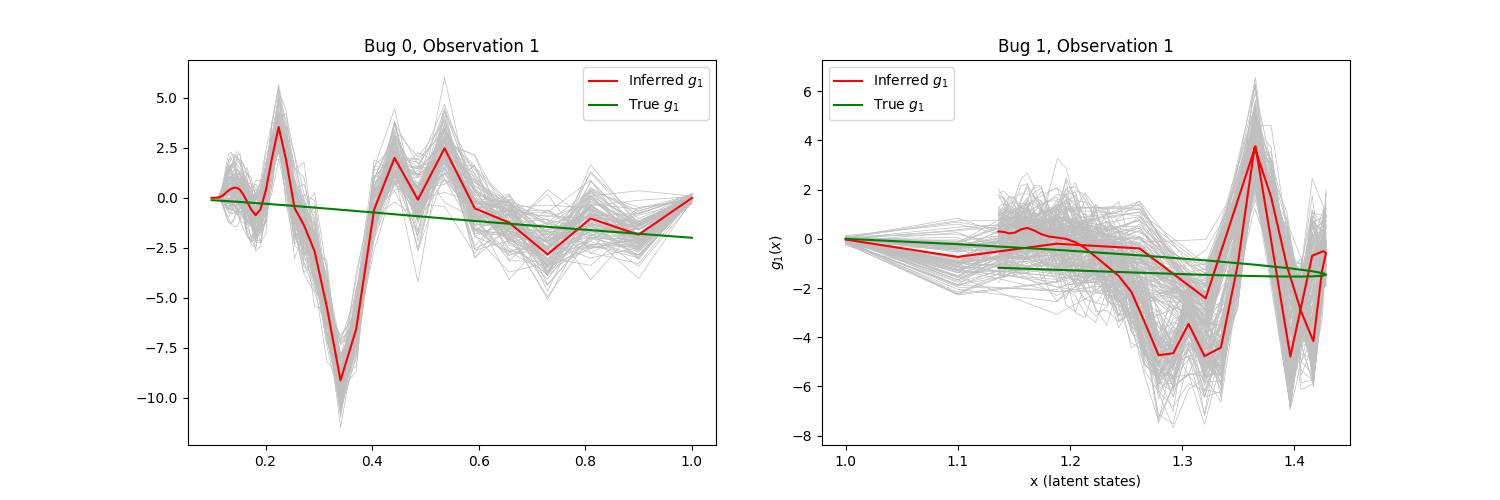 Bug 0, Observation 1
Inferred g₁
True g₁
5.0
2.5
0.0
−2.5
−5.0
−7.5
−10.0
0.2 0.4 0.6 0.8 1.0
Bug 1, Observation 1
Inferred g₁
True g₁
g₁(x)
6
4
2
0
−2
−4
−6
−8
1.0 1.1 1.2 1.3 1.4
x (latent states)